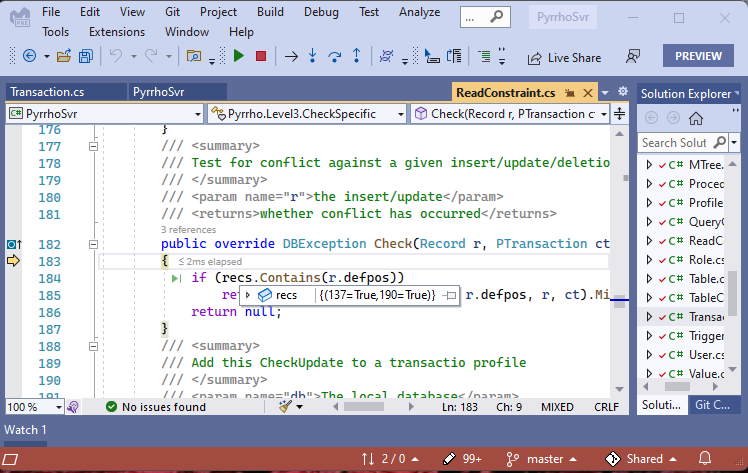 File Edit View Git Project Build Debug Test Analyze
Tools Extensions Window Help
... PyrrhoSvr
Live Share PREVIEW
Transaction.cs PyrrhoSvr ReadConstraint.cs
PyrrhoSvr Pyrrho.Level3.CheckSpecific Check(Record r, PTransaction ct
176 }
177 /// <summary>
178 /// Test for conflict against a given insert/update/deletio
179 /// </summary>
180 /// <param name="r">the insert/update</param>
181 /// <returns>whether conflict has occurred</returns>
3 references
182 public override DBException Check(Record r, PTransaction ct
183 { ≤ 2ms elapsed
184 if (recs.Contains(r.defpos))
185 ret recs {(137=True,190=True)} r.defpos, r, ct).Mi
186 return null;
187 }
188 /// <summary>
189 /// Add this CheckUpdate to a transactio profile
190 /// </summary>
191 /// <param name="db">The local database</param>
100 % No issues found Ln: 183 Ch: 9 MIXED CRLF
Solution Explorer
Search Solut
C# MTree.
C# Proced
C# Profile
C# QueryC
C# ReadCo
C# Role.cs
C# Table.c
C# TableC
C# Transac
C# Trigger
C# User.cs
C# Value.c
Soluti... Git C...
Watch 1
2 / 0 99+ master Shared